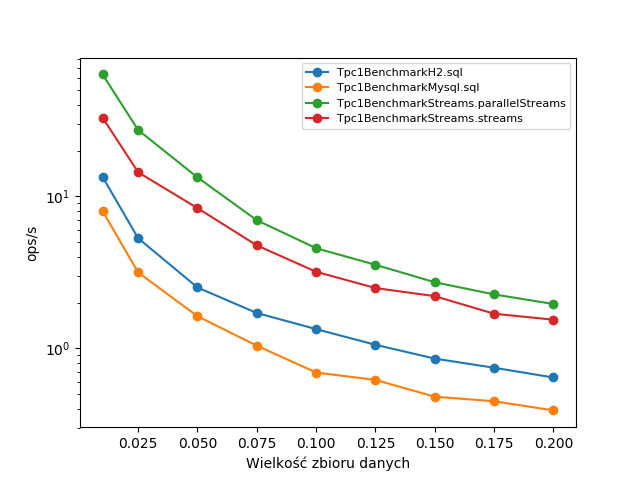 Tpc1BenchmarkH2.sql
Tpc1BenchmarkMysql.sql
Tpc1BenchmarkStreams.parallelStreams
Tpc1BenchmarkStreams.streams
ops/s
10¹
10⁰
0.025 0.050 0.075 0.100 0.125 0.150 0.175 0.200
Wielkość zbioru danych